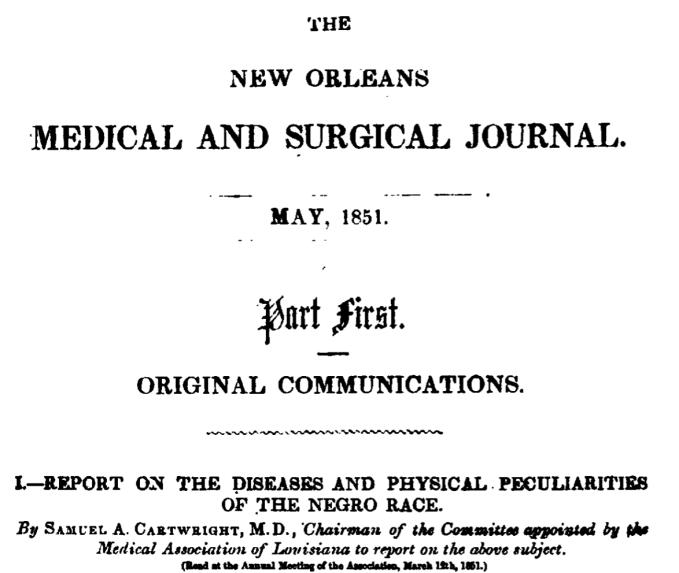 THE
NEW ORLEANS
MEDICAL AND SURGICAL JOURNAL.
MAY, 1851.
Part First.
ORIGINAL COMMUNICATIONS.
I.—REPORT ON THE DISEASES AND PHYSICAL PECULIARITIES
OF THE NEGRO RACE.
By SAMUEL A. CARTWRIGHT, M.D., Chairman of the Committee appointed by the
Medical Association of Louisiana to report on the above subject.
(Read at the Annual Meeting of the Association, March 12th, 1851.)